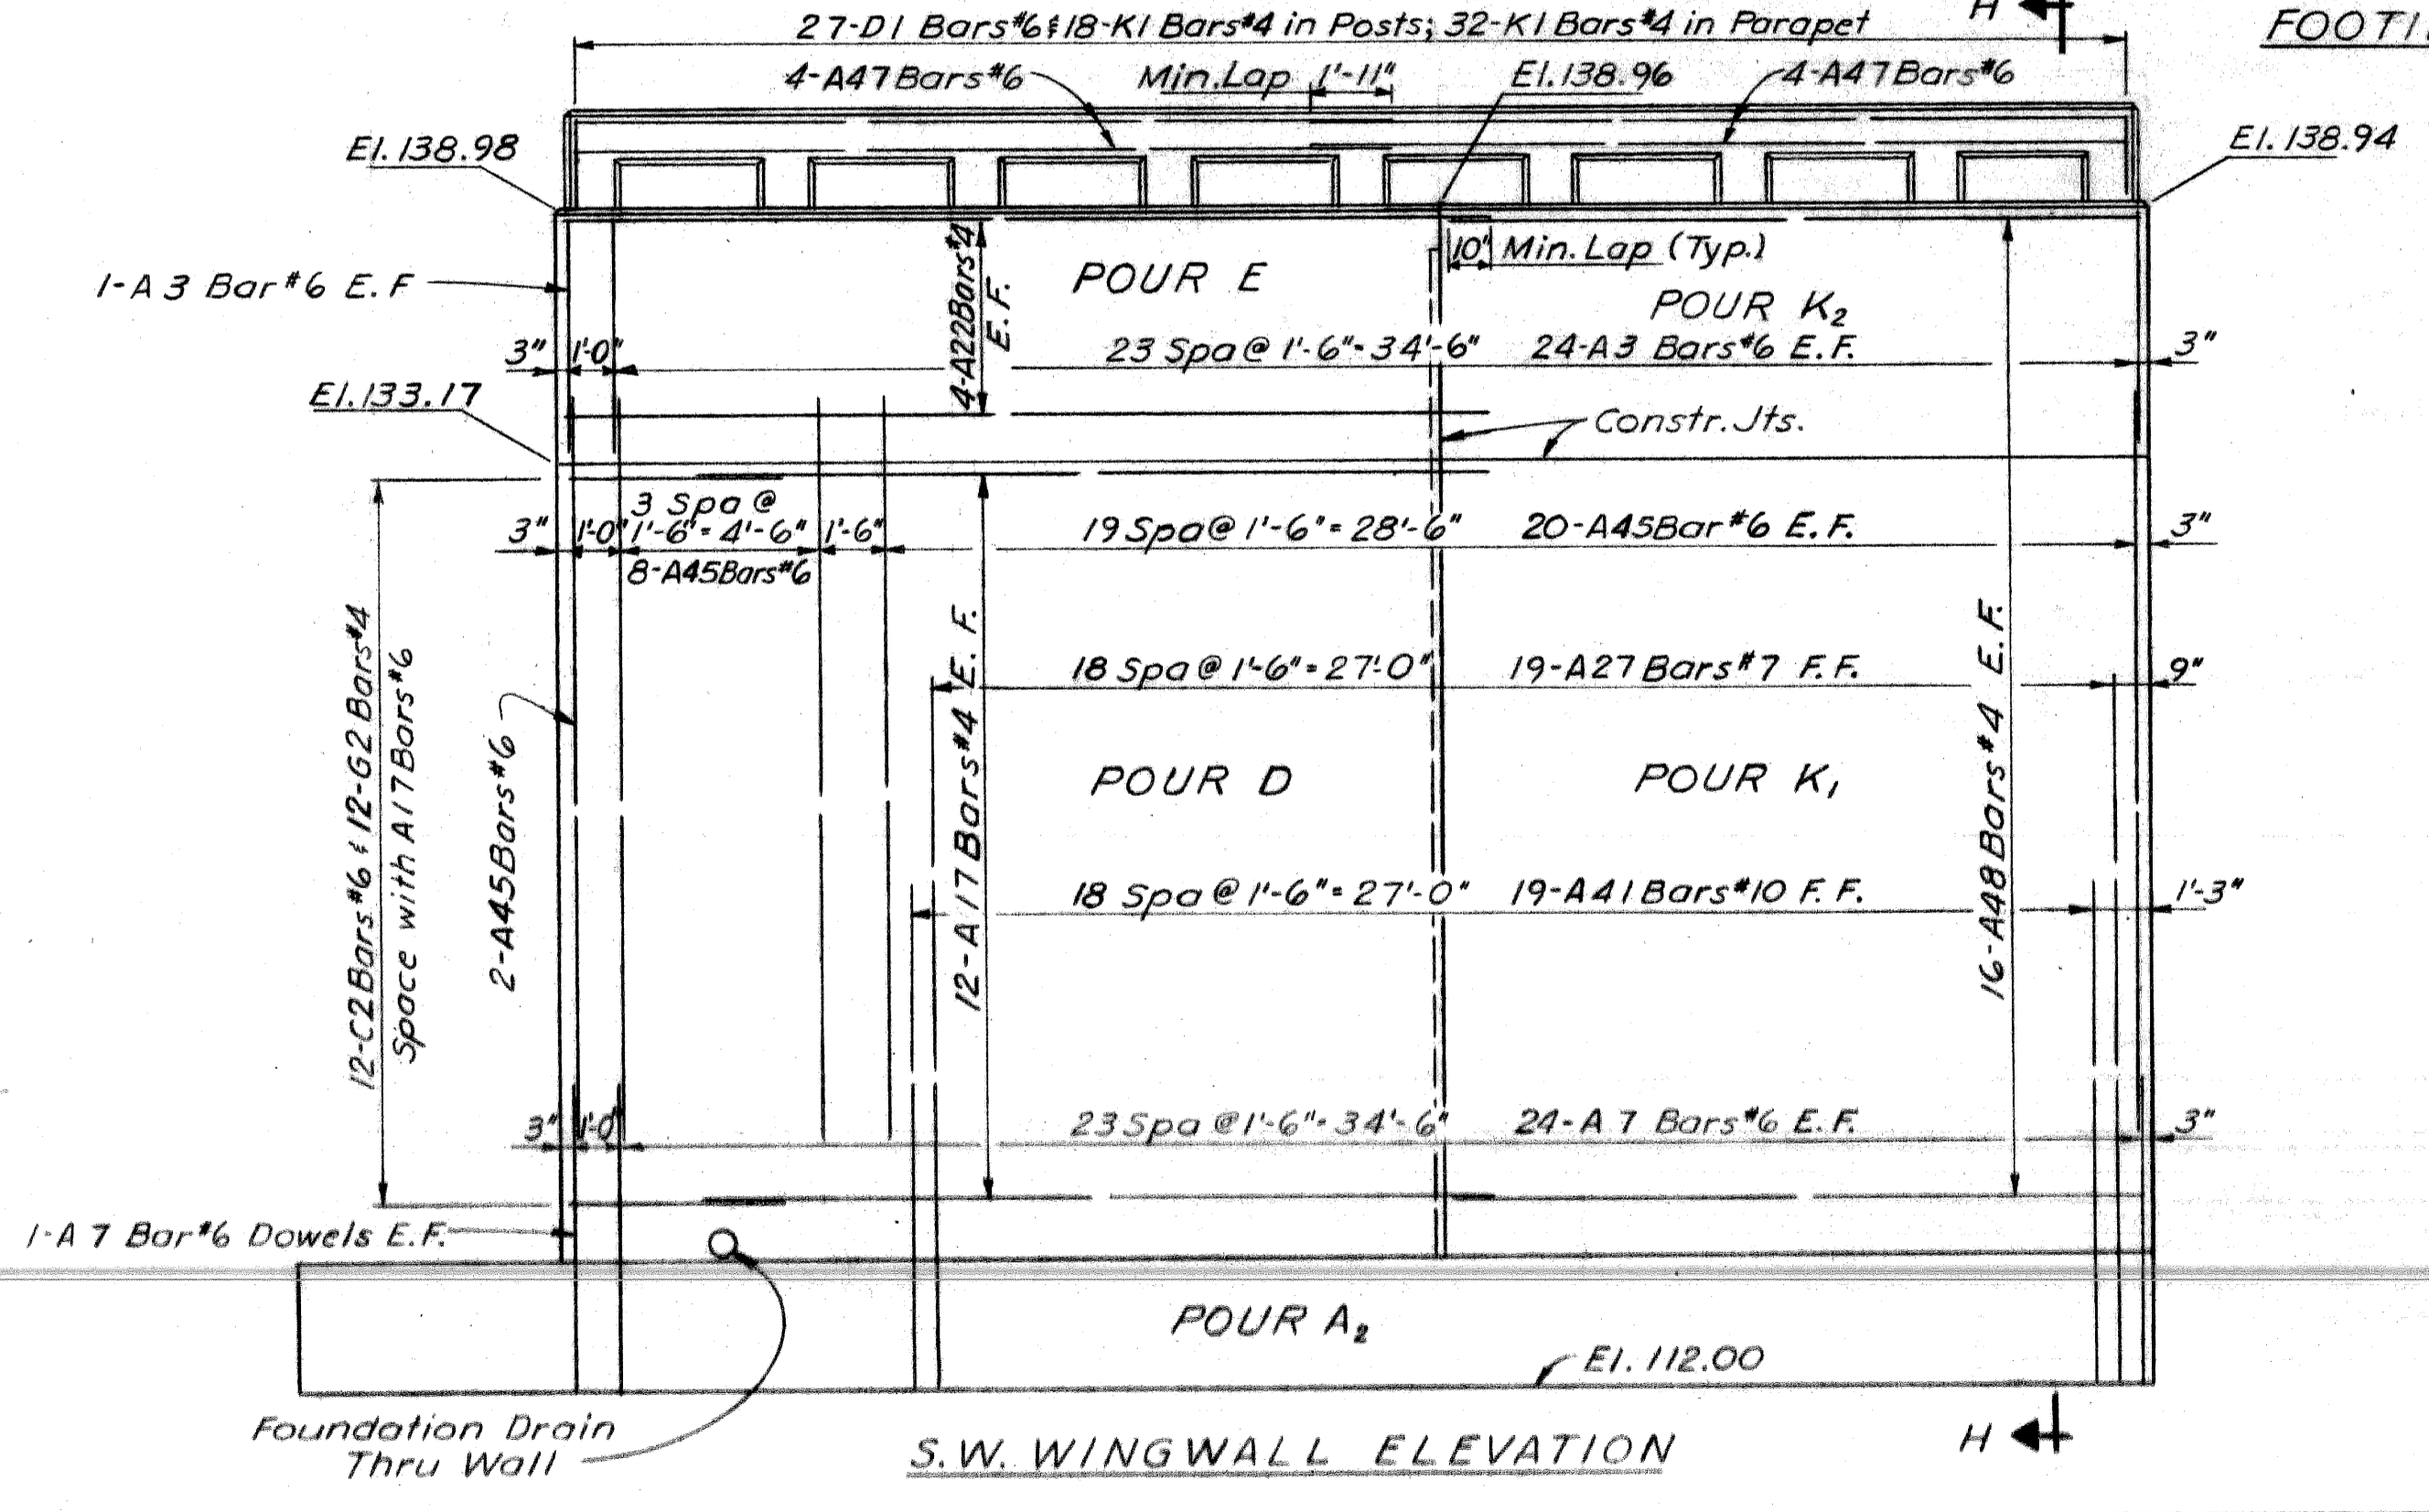 H
27-D1 Bars#6 & 18-K1 Bars#4 in Posts; 32-K1 Bars#4 in Parapet
FOOTI
4-A47 Bars#6
Min. Lap 1'-11"
El. 138.96
4-A47 Bars#6
El. 138.98
El. 138.94
1-A3 Bar#6 E.F
4-A22 Bars#4
E.F.
POUR E
10" Min. Lap (Typ.)
POUR K2
3" 1'-0" 23 Spa @ 1'-6"=34'-6" 24-A3 Bars#6 E.F. 3"
El. 133.17
Constr. Jts.
3" 1'-0"
3 Spa @
1'-6"=4'-6"
1'-6"
8-A45 Bars#6
19 Spa @ 1'-6"=28'-6" 20-A45 Bar#6 E.F. 3"
12-C2 Bars#6 & 12-G2 Bars#4
Space with A17 Bars#6
2-A45 Bars#6
12-A17 Bars#4 E.F.
18 Spa @ 1'-6"=27'-0" 19-A27 Bars#7 F.F. 9"
16-A48 Bars#4 E.F.
POUR D
POUR K1
18 Spa @ 1'-6"=27'-0" 19-A41 Bars#10 F.F. 1'-3"
3" 1'-0" 23 Spa @ 1'-6"=34'-6" 24-A7 Bars#6 E.F. 3"
1-A7 Bar#6 Dowels E.F.
POUR A2
El. 112.00
Foundation Drain
Thru Wall
S.W. WINGWALL ELEVATION
H